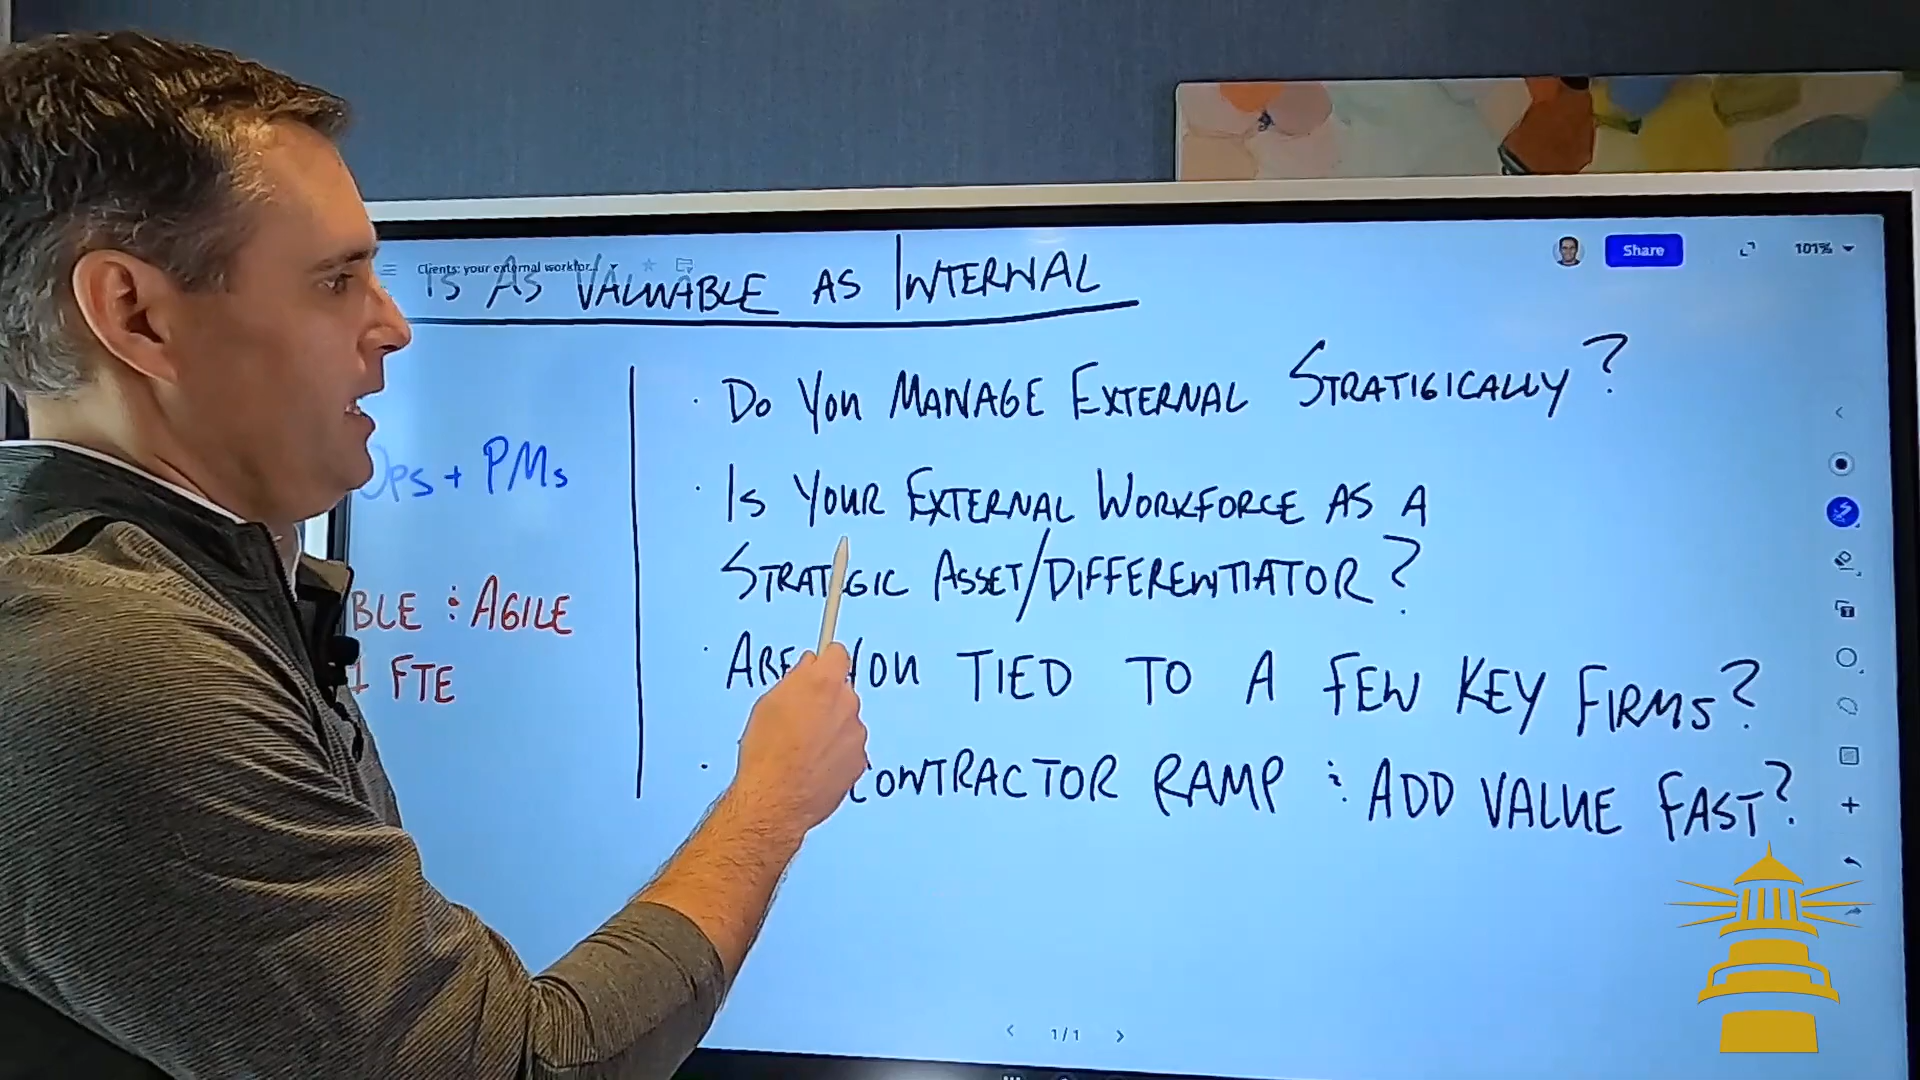 Clients: your external workfor...
Share
101%
Is As Valuable as Internal
Ops + PMs
BLE & AGILE
1 FTE
· Do You Manage External Stratigically?
· Is Your External Workforce as a
Strategic Asset/Differentiator?
· Are You Tied to a Few Key Firms?
· Contractor Ramp & Add Value Fast?
1/1